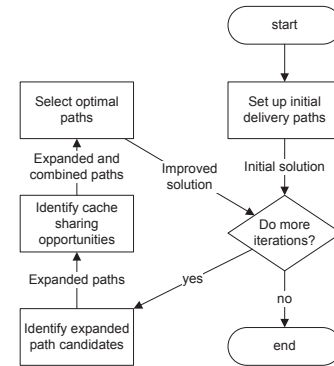 start
Set up initial
delivery paths
Initial solution
Do more
iterations?
no
end
yes
Identify expanded
path candidates
Expanded paths
Identify cache
sharing
opportunities
Expanded and
combined paths
Select optimal
paths
Improved
solution